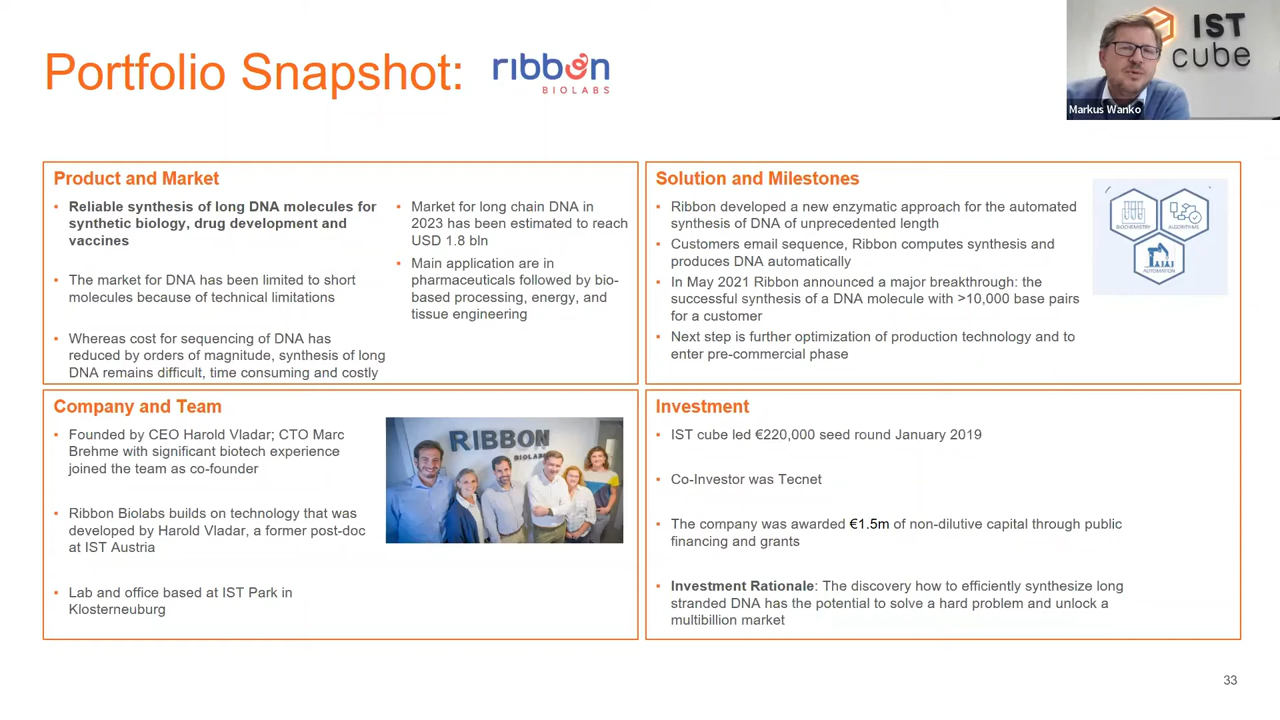 Portfolio Snapshot:
ribbon
BIOLABS
IST
cube
Markus Wanko
Product and Market
▪ Reliable synthesis of long DNA molecules for
synthetic biology, drug development and
vaccines
▪ The market for DNA has been limited to short
molecules because of technical limitations
▪ Whereas cost for sequencing of DNA has
reduced by orders of magnitude, synthesis of long
DNA remains difficult, time consuming and costly
▪ Market for long chain DNA in
2023 has been estimated to reach
USD 1.8 bln
▪ Main application are in
pharmaceuticals followed by bio-
based processing, energy, and
tissue engineering
Solution and Milestones
▪ Ribbon developed a new enzymatic approach for the automated
synthesis of DNA of unprecedented length
▪ Customers email sequence, Ribbon computes synthesis and
produces DNA automatically
▪ In May 2021 Ribbon announced a major breakthrough: the
successful synthesis of a DNA molecule with >10,000 base pairs
for a customer
▪ Next step is further optimization of production technology and to
enter pre-commercial phase
BIOCHEMISTRY
ALGORITHMS
AUTOMATION
Company and Team
▪ Founded by CEO Harold Vladar; CTO Marc
Brehme with significant biotech experience
joined the team as co-founder
▪ Ribbon Biolabs builds on technology that was
developed by Harold Vladar, a former post-doc
at IST Austria
▪ Lab and office based at IST Park in
Klosterneuburg
RIBBON
BIOLABS
Investment
▪ IST cube led €220,000 seed round January 2019
▪ Co-Investor was Tecnet
▪ The company was awarded €1.5m of non-dilutive capital through public
financing and grants
▪ Investment Rationale: The discovery how to efficiently synthesize long
stranded DNA has the potential to solve a hard problem and unlock a
multibillion market
33